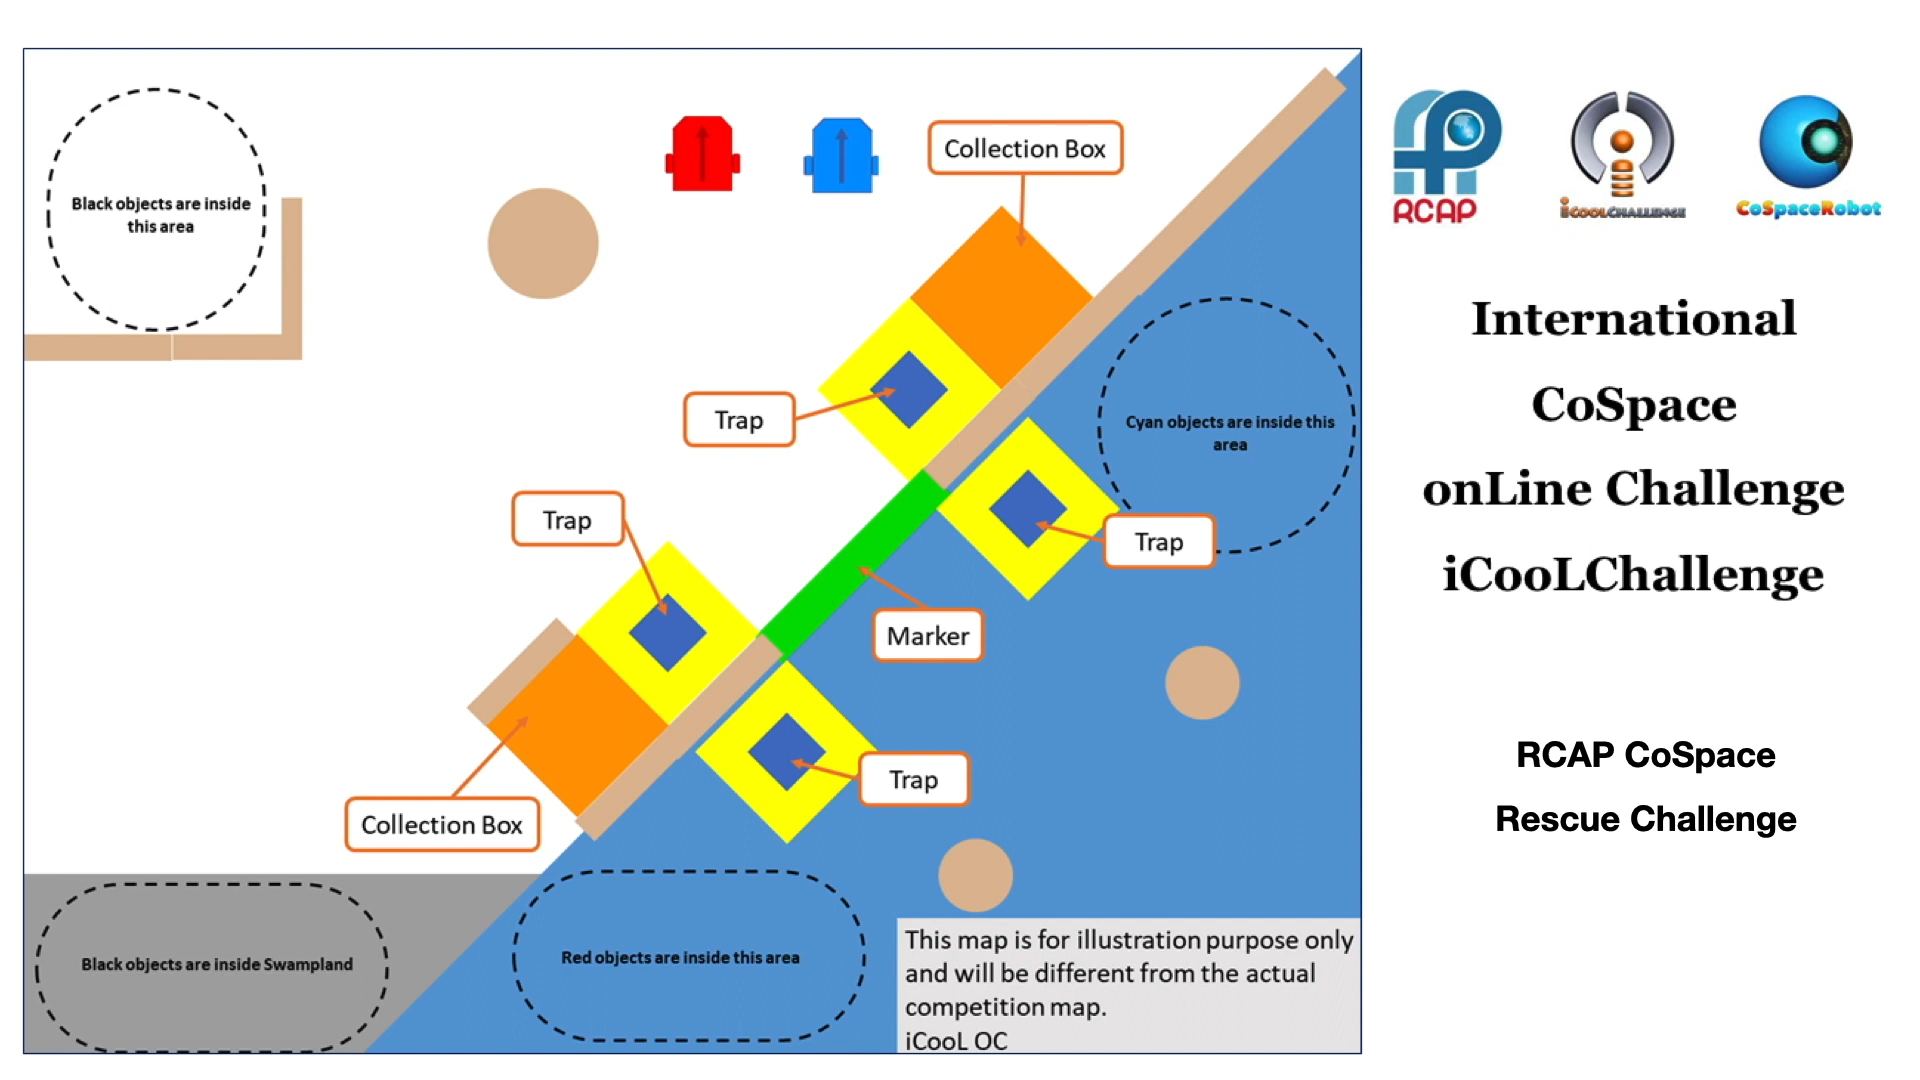 Black objects are inside
this area
Collection Box
Trap
Cyan objects are inside this
area
Trap
Trap
Marker
Trap
Collection Box
Black objects are inside Swampland
Red objects are inside this area
This map is for illustration purpose only
and will be different from the actual
competition map.
iCooL OC
RCAP
iCOOLCHALLENGE
CoSpaceRobot
International
CoSpace
onLine Challenge
iCooLChallenge
RCAP CoSpace
Rescue Challenge